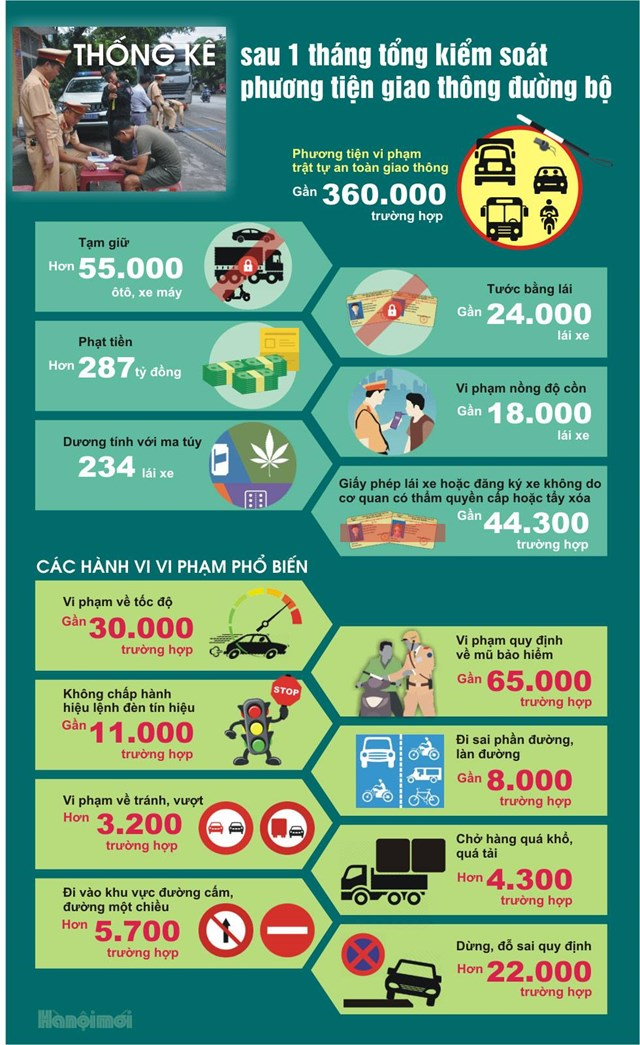 THỐNG KÊ
sau 1 tháng tổng kiểm soát
phương tiện giao thông đường bộ
Phương tiện vi phạm
trật tự an toàn giao thông
Gần 360.000
trường hợp
Tạm giữ
Hơn 55.000
ôtô, xe máy
Tước bằng lái
Gần 24.000
lái xe
Phạt tiền
Hơn 287 tỷ đồng
Vi phạm nồng độ cồn
Gần 18.000
lái xe
Dương tính với ma túy
234 lái xe
Giấy phép lái xe hoặc đăng ký xe không do
cơ quan có thẩm quyền cấp hoặc tẩy xóa
Gần 44.300
trường hợp
CÁC HÀNH VI VI PHẠM PHỔ BIẾN
Vi phạm về tốc độ
Gần 30.000
trường hợp
Vi phạm quy định
về mũ bảo hiểm
Gần 65.000
trường hợp
Không chấp hành
hiệu lệnh đèn tín hiệu
Gần 11.000
trường hợp
STOP
Đi sai phần đường,
làn đường
Gần 8.000
trường hợp
Vi phạm về tránh, vượt
Hơn 3.200
trường hợp
Chở hàng quá khổ,
quá tải
Hơn 4.300
trường hợp
Đi vào khu vực đường cấm,
đường một chiều
Hơn 5.700
trường hợp
Dừng, đỗ sai quy định
Hơn 22.000
trường hợp
Hànộimới